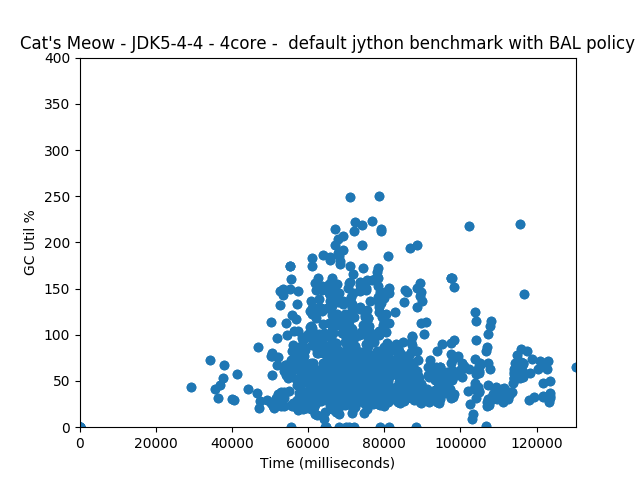 Cat's Meow - JDK5-4-4 - 4core -  default jython benchmark with BAL policy
400
350
300
250
200
150
100
50
0
GC Util %
0 20000 40000 60000 80000 100000 120000
Time (milliseconds)